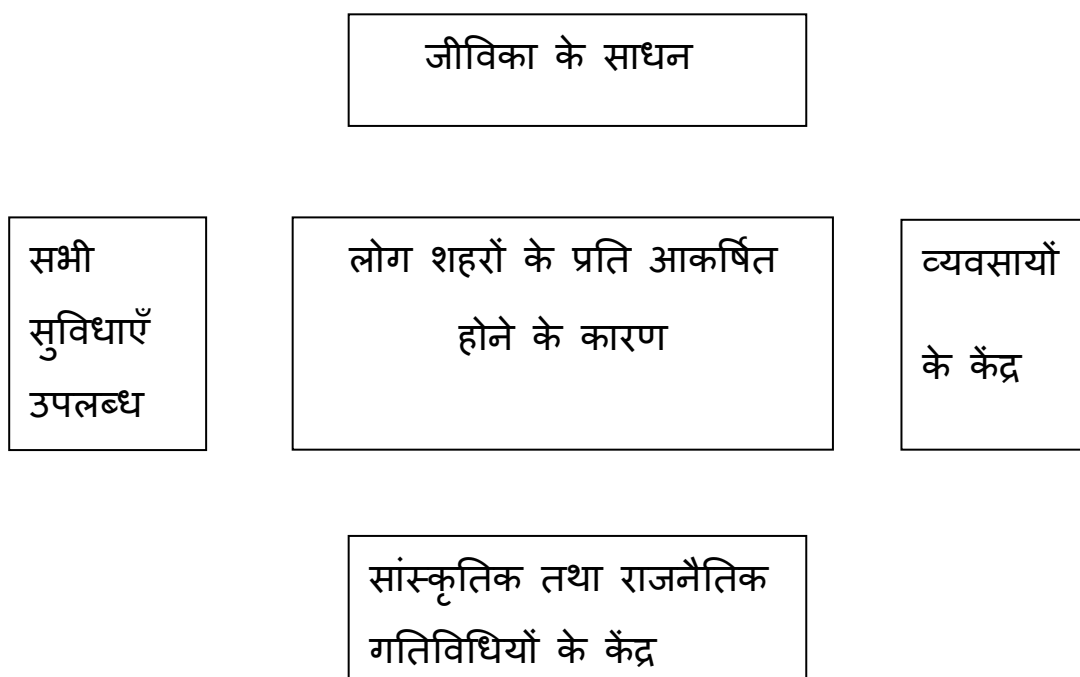 जीविका के साधन
सभी
सुविधाएँ
उपलब्ध
लोग शहरों के प्रति आकर्षित
होने के कारण
व्यवसायों
के केंद्र
सांस्कृतिक तथा राजनैतिक
गतिविधियों के केंद्र